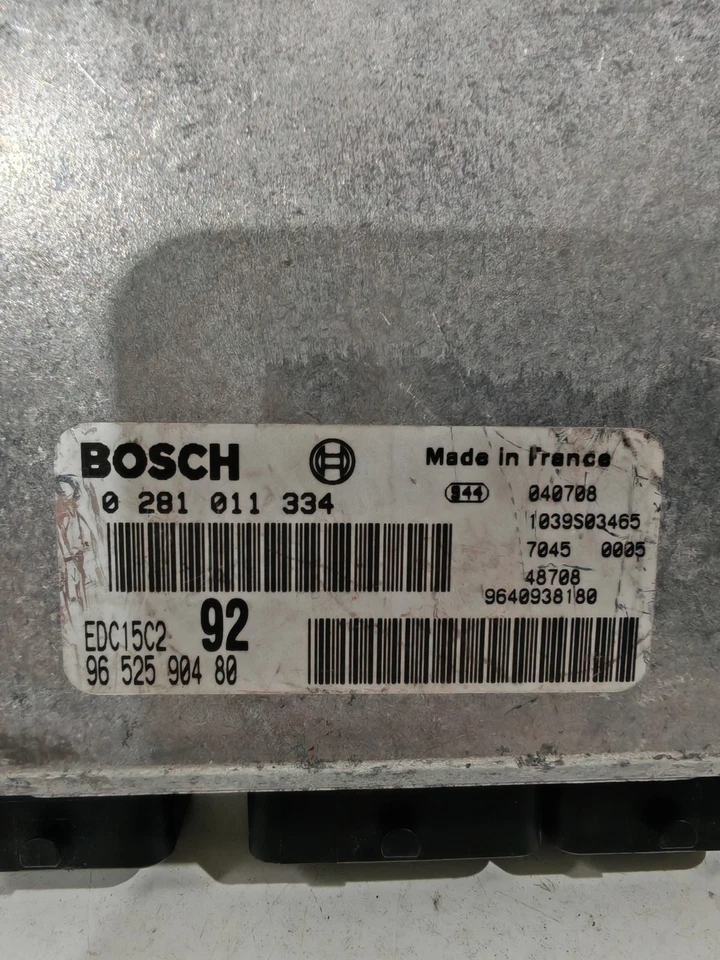 BOSCH
Made in France
0 281 011 334
944 040708
1039S03465
7045 0005
48708
9640938180
EDC15C2 92
96 525 904 80